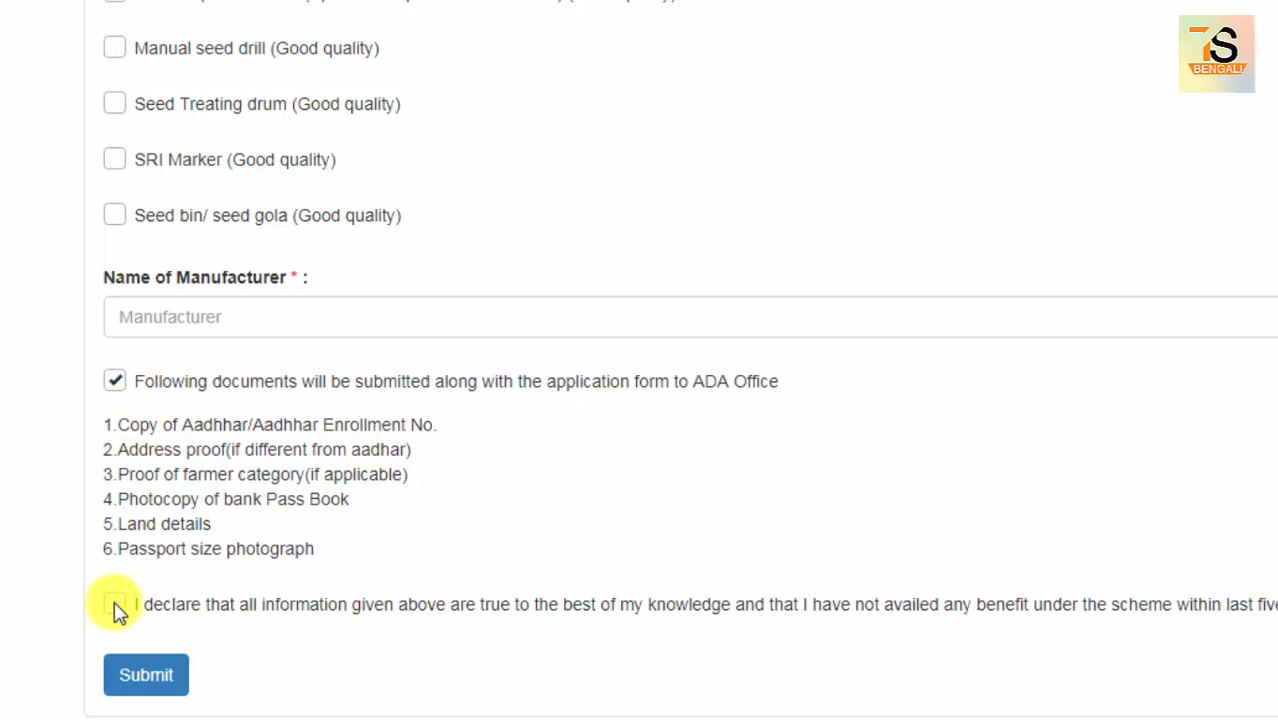 Manual seed drill (Good quality)
Seed Treating drum (Good quality)
SRI Marker (Good quality)
Seed bin/ seed gola (Good quality)
Name of Manufacturer * :
Manufacturer
Following documents will be submitted along with the application form to ADA Office
1.Copy of Aadhhar/Aadhhar Enrollment No.
2.Address proof(if different from aadhar)
3.Proof of farmer category(if applicable)
4.Photocopy of bank Pass Book
5.Land details
6.Passport size photograph
I declare that all information given above are true to the best of my knowledge and that I have not availed any benefit under the scheme within last five
Submit
7S
BENGALI